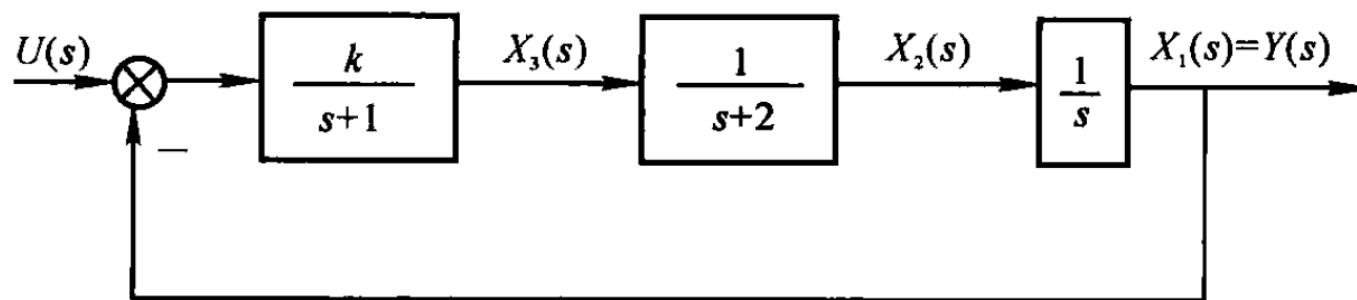 U(s)
k
s+1
X₃(s)
1
s+2
X₂(s)
1
s
X₁(s)=Y(s)
—